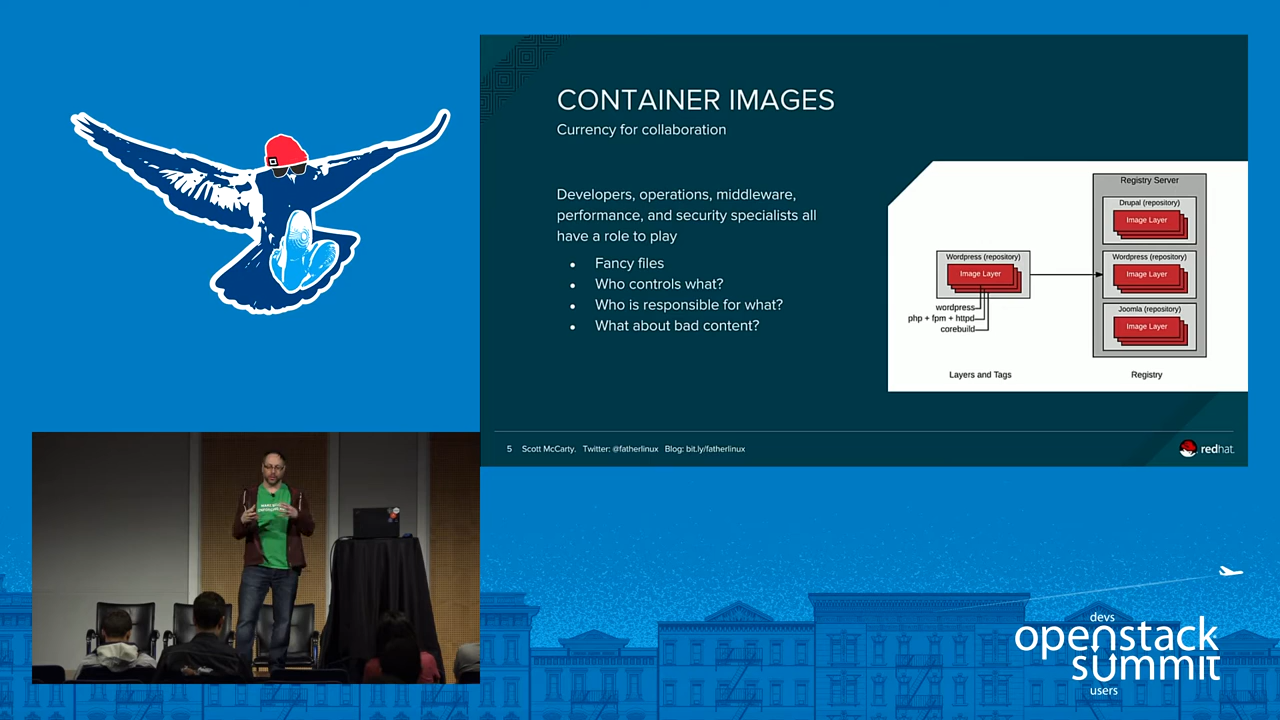 CONTAINER IMAGES
Currency for collaboration
Developers, operations, middleware,
performance, and security specialists all
have a role to play
• Fancy files
• Who controls what?
• Who is responsible for what?
• What about bad content?
Wordpress (repository)
Image Layer
wordpress
php + fpm + httpd
corebuild
Layers and Tags
Registry Server
Drupal (repository)
Image Layer
Wordpress (repository)
Image Layer
Joomla (repository)
Image Layer
Registry
5 Scott McCarty. Twitter: @fatherlinux Blog: bit.ly/fatherlinux
redhat.
devs
openstack
summit
users